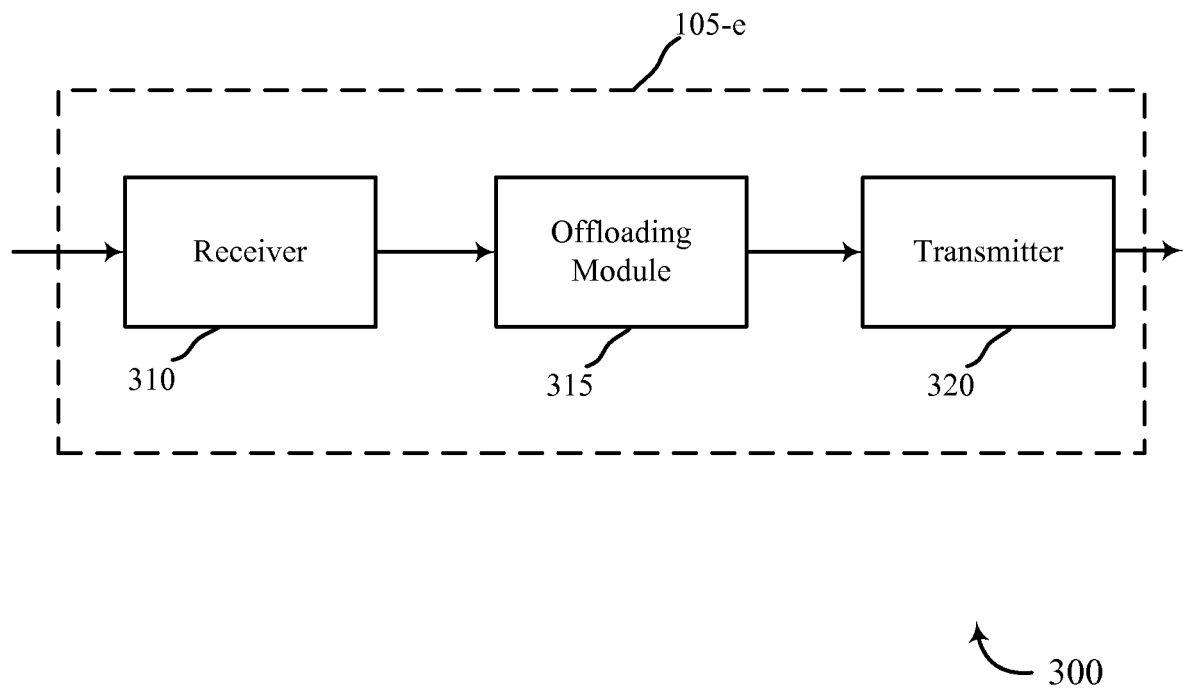 105-e
Receiver
Offloading
Module
Transmitter
310
315
320
300